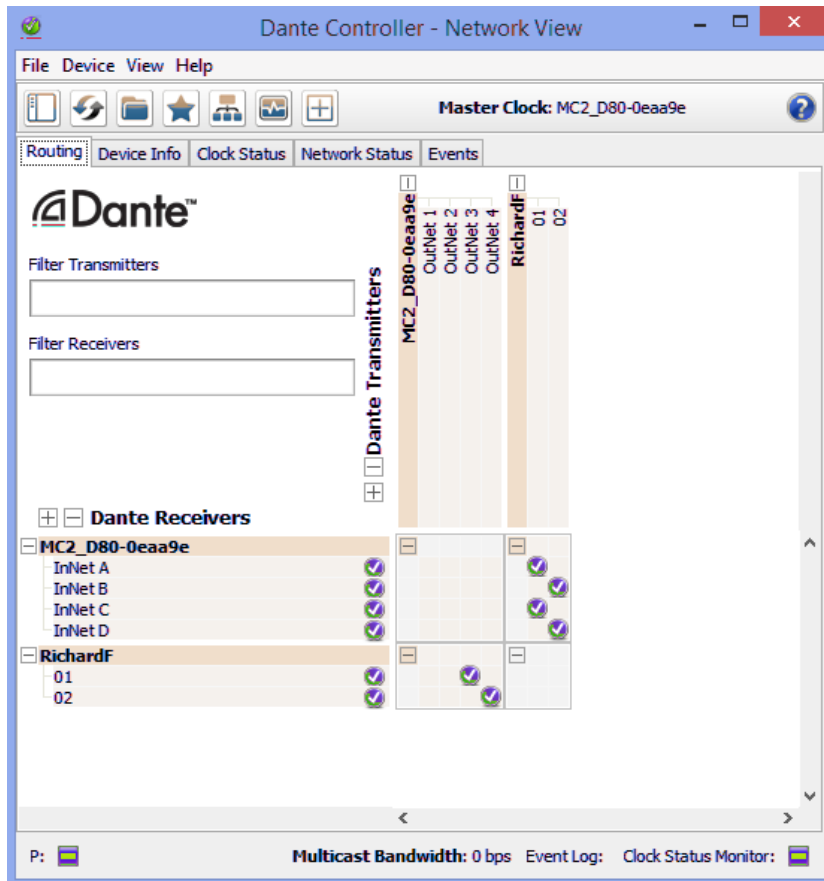 Dante Controller - Network View
File Device View Help
Master Clock: MC2_D80-0eaa9e
Routing Device Info Clock Status Network Status Events
Dante™
Filter Transmitters
Filter Receivers
Dante Transmitters
MC2_D80-0eaa9e
OutNet 1
OutNet 2
OutNet 3
OutNet 4
RichardF
01
02
Dante Receivers
MC2_D80-0eaa9e
InNet A
InNet B
InNet C
InNet D
RichardF
01
02
P: Multicast Bandwidth: 0 bps Event Log: Clock Status Monitor: